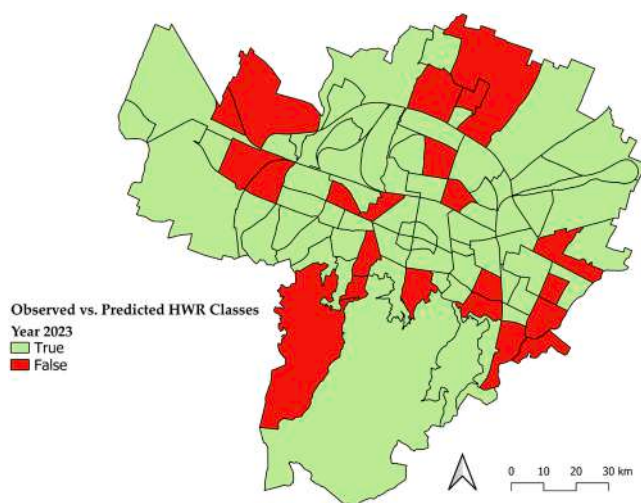 Observed vs. Predicted HWR Classes
Year 2023
True
False
0 10 20 30 km